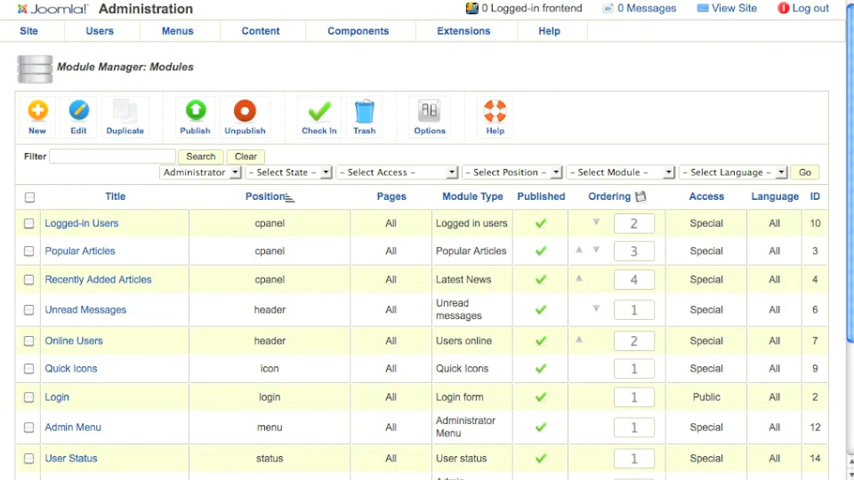 Joomla!® Administration 0 Logged-in frontend 0 Messages View Site Log out
Site Users Menus Content Components Extensions Help
Module Manager: Modules
New Edit Duplicate Publish Unpublish Check In Trash Options Help
Filter Search Clear
Administrator - Select State - - Select Access - - Select Position - - Select Module - - Select Language - Go
Title Position Pages Module Type Published Ordering Access Language ID
Logged-in Users cpanel All Logged in users 2 Special All 10
Popular Articles cpanel All Popular Articles 3 Special All 3
Recently Added Articles cpanel All Latest News 4 Special All 4
Unread Messages header All Unread messages 1 Special All 6
Online Users header All Users online 2 Special All 7
Quick Icons icon All Quick Icons 1 Special All 9
Login login All Login form 1 Public All 2
Admin Menu menu All Administrator Menu 1 Special All 12
User Status status All User status 1 Special All 14